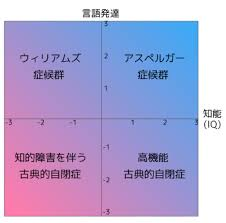 言語発達
3
ウィリアムズ
症候群
2
アスペルガー
症候群
1
知能
(IQ)
-3 -2 -1 1 2 3
-1
知的障害を伴う
古典的自閉症
高機能
古典的自閉症
-2
-3